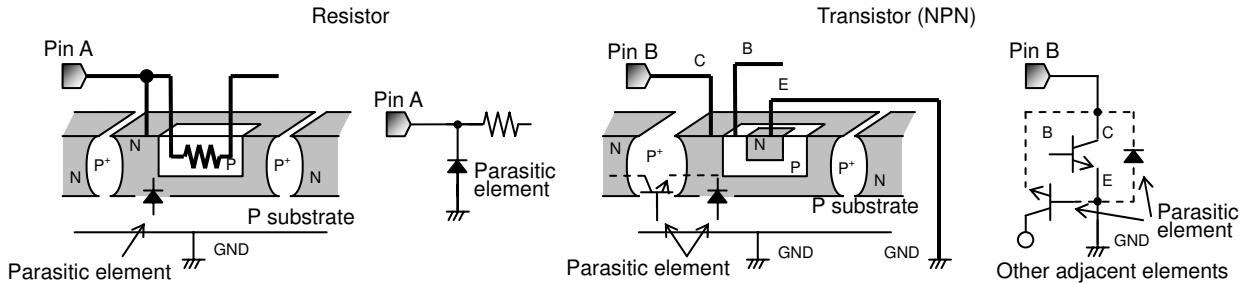 Resistor
Transistor (NPN)
Pin A
N
P
P+
P+
N
N
P substrate
GND
Parasitic element
Pin A
Parasitic
element
Pin B
C
B
E
N
P+
N
P
P+
N
P substrate
GND
GND
Parasitic element
Pin B
B
C
E
GND
Parasitic
element
Other adjacent elements